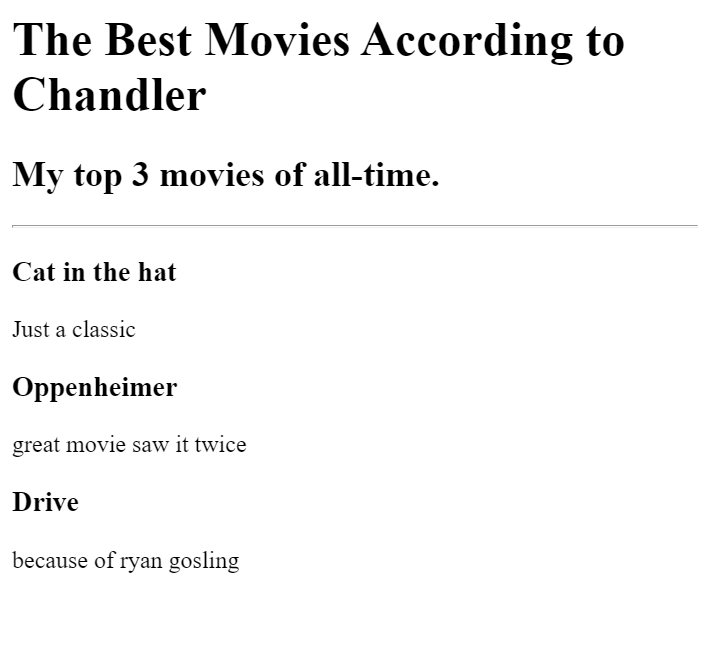 The Best Movies According to
Chandler
My top 3 movies of all-time.
Cat in the hat
Just a classic
Oppenheimer
great movie saw it twice
Drive
because of ryan gosling